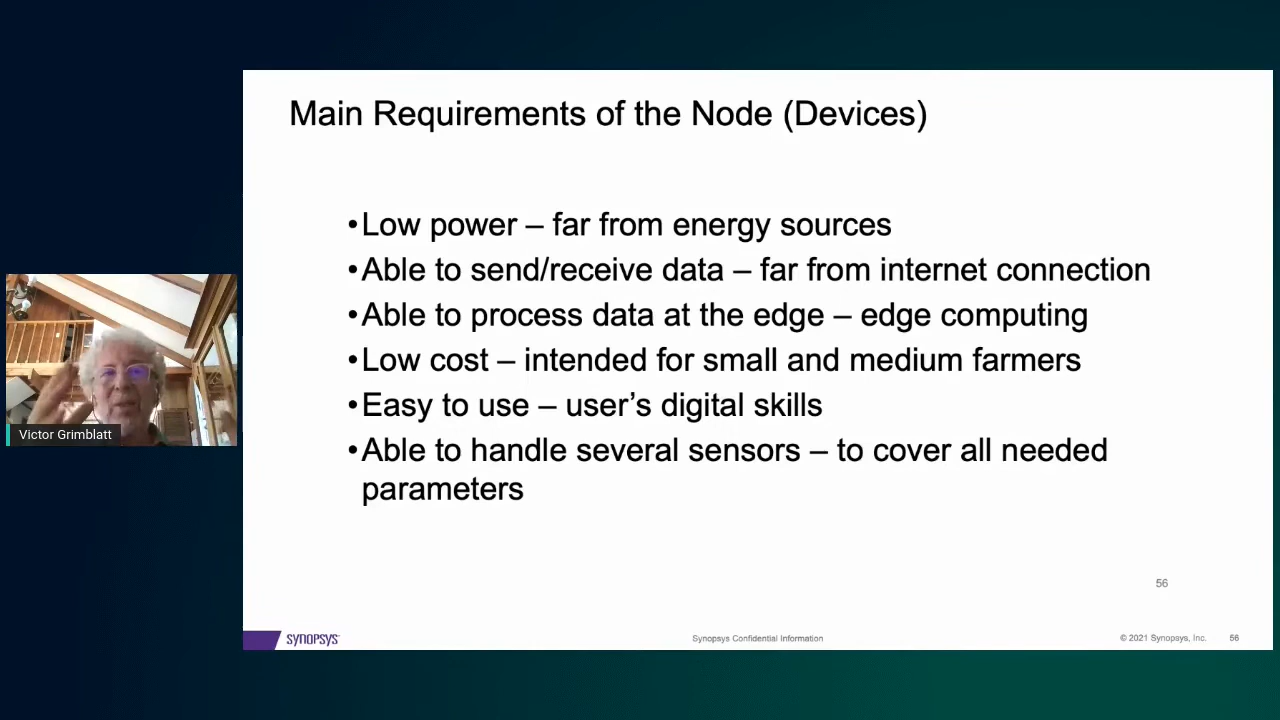 Main Requirements of the Node (Devices)
•Low power – far from energy sources
•Able to send/receive data – far from internet connection
•Able to process data at the edge – edge computing
•Low cost – intended for small and medium farmers
•Easy to use – user’s digital skills
•Able to handle several sensors – to cover all needed
parameters
Victor Grimblatt
56
SYNOPSYS
Synopsys Confidential Information
© 2021 Synopsys, Inc.
56